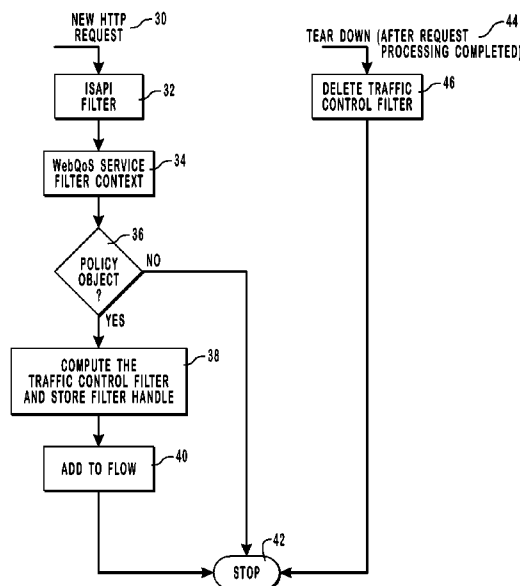 NEW HTTP
REQUEST
30
ISAPI
FILTER
32
WebQoS SERVICE
FILTER CONTEXT
34
36
POLICY
OBJECT
?
NO
YES
COMPUTE THE
TRAFFIC CONTROL FILTER
AND STORE FILTER HANDLE
38
ADD TO FLOW
40
42
STOP
44
TEAR DOWN (AFTER REQUEST
PROCESSING COMPLETED)
DELETE TRAFFIC
CONTROL FILTER
46